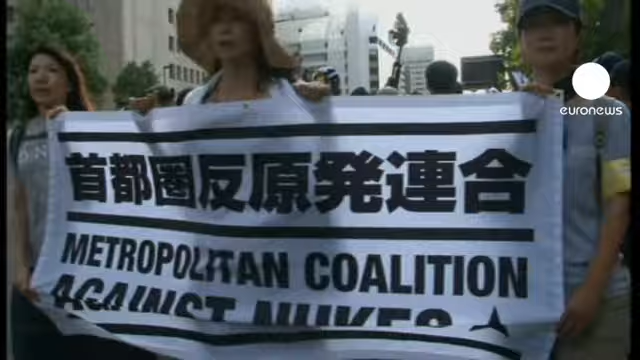 euronews
首都圏反原発連合
METROPOLITAN COALITION
AGAINST NUKES